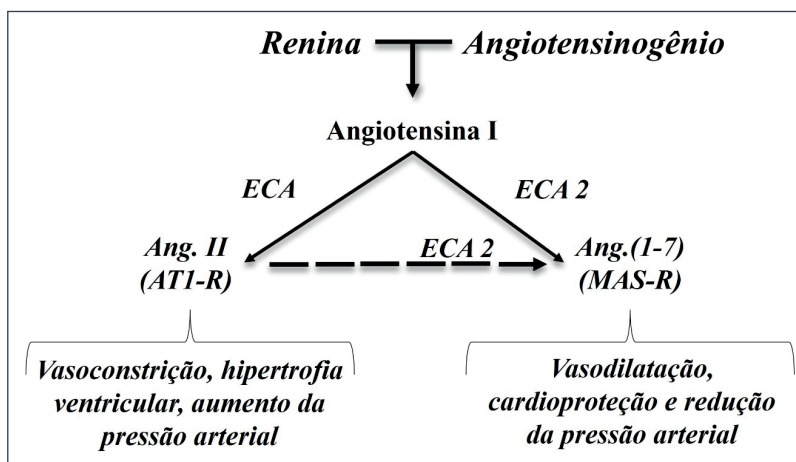 Renina Angiotensinogênio
Angiotensina I
ECA ECA 2
Ang. II ECA 2 Ang.(1-7)
(AT1-R) (MAS-R)
Vasoconstrição, hipertrofia
ventricular, aumento da
pressão arterial
Vasodilatação,
cardioproteção e redução
da pressão arterial